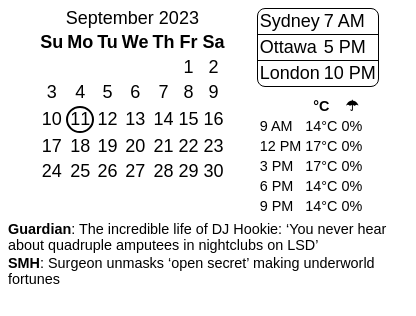 September 2023
Su Mo Tu We Th Fr Sa
1 2
3 4 5 6 7 8 9
10 11 12 13 14 15 16
17 18 19 20 21 22 23
24 25 26 27 28 29 30
Sydney 7 AM
Ottawa 5 PM
London 10 PM
°C ☂
9 AM 14°C 0%
12 PM 17°C 0%
3 PM 17°C 0%
6 PM 14°C 0%
9 PM 14°C 0%
Guardian: The incredible life of DJ Hookie: ‘You never hear
about quadruple amputees in nightclubs on LSD’
SMH: Surgeon unmasks ‘open secret’ making underworld
fortunes